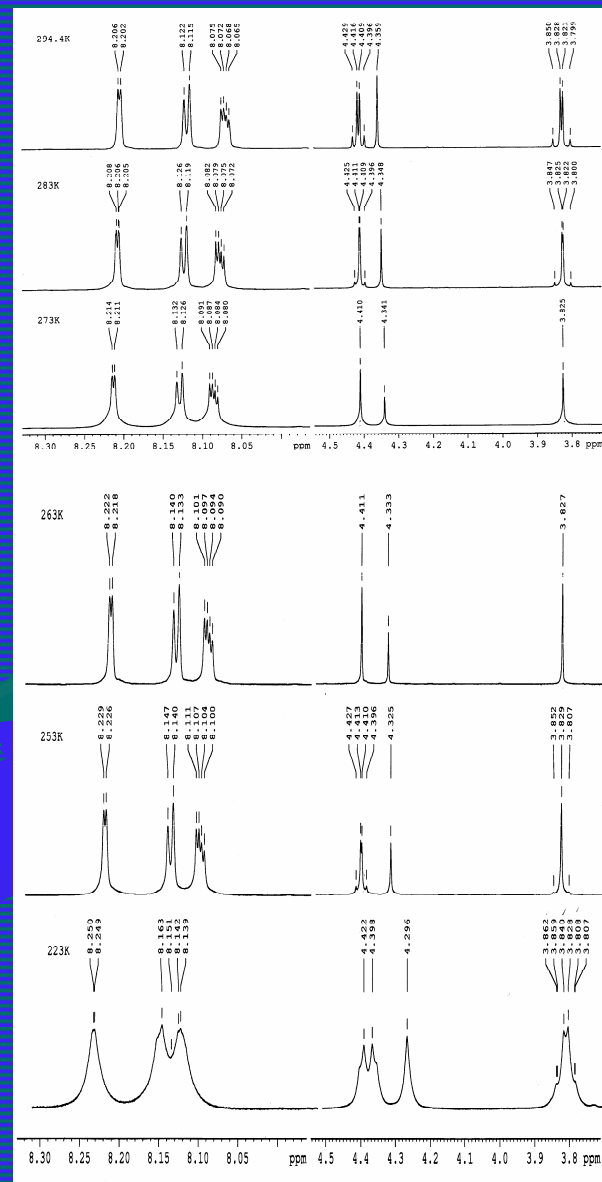 294.4K
8.206 8.202 8.122 8.115 8.075 8.072 8.068 8.065 4.429 4.416 4.409 4.396 4.359 3.850 3.828 3.821 3.799
283K
8.208 8.206 8.205 8.126 8.119 8.082 8.079 8.075 8.072 4.425 4.411 4.409 4.396 4.348 3.847 3.825 3.822 3.800
273K
8.214 8.211 8.132 8.126 8.091 8.087 8.084 8.080 4.410 4.341 3.825
8.30 8.25 8.20 8.15 8.10 8.05 ppm 4.5 4.4 4.3 4.2 4.1 4.0 3.9 3.8 ppm
263K
8.222 8.218 8.140 8.133 8.101 8.097 8.094 8.090 4.411 4.333 3.827
253K
8.229 8.226 8.147 8.140 8.111 8.107 8.104 8.100 4.427 4.413 4.410 4.396 4.325 3.852 3.829 3.807
223K
8.250 8.249 8.163 8.151 8.142 8.139 4.422 4.398 4.296 3.862 3.859 3.840 3.828 3.808 3.807
8.30 8.25 8.20 8.15 8.10 8.05 ppm 4.5 4.4 4.3 4.2 4.1 4.0 3.9 3.8 ppm